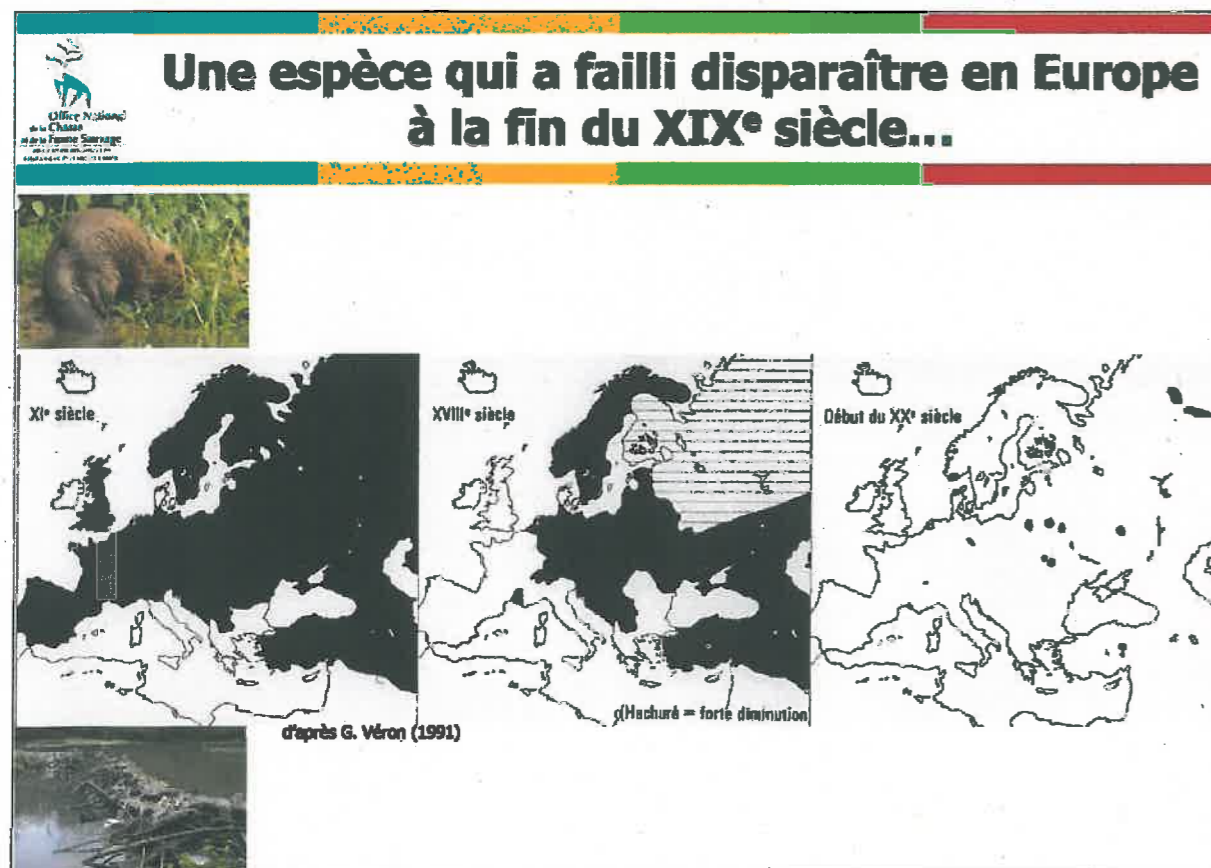 Une espèce qui a failli disparaître en Europe
à la fin du XIXe siècle...
Office National
de la Chasse
et de la Faune Sauvage
XIe siècle
XVIIIe siècle
Début du XXe siècle
(Hachuré = forte diminution
d'après G. Véron (1991)